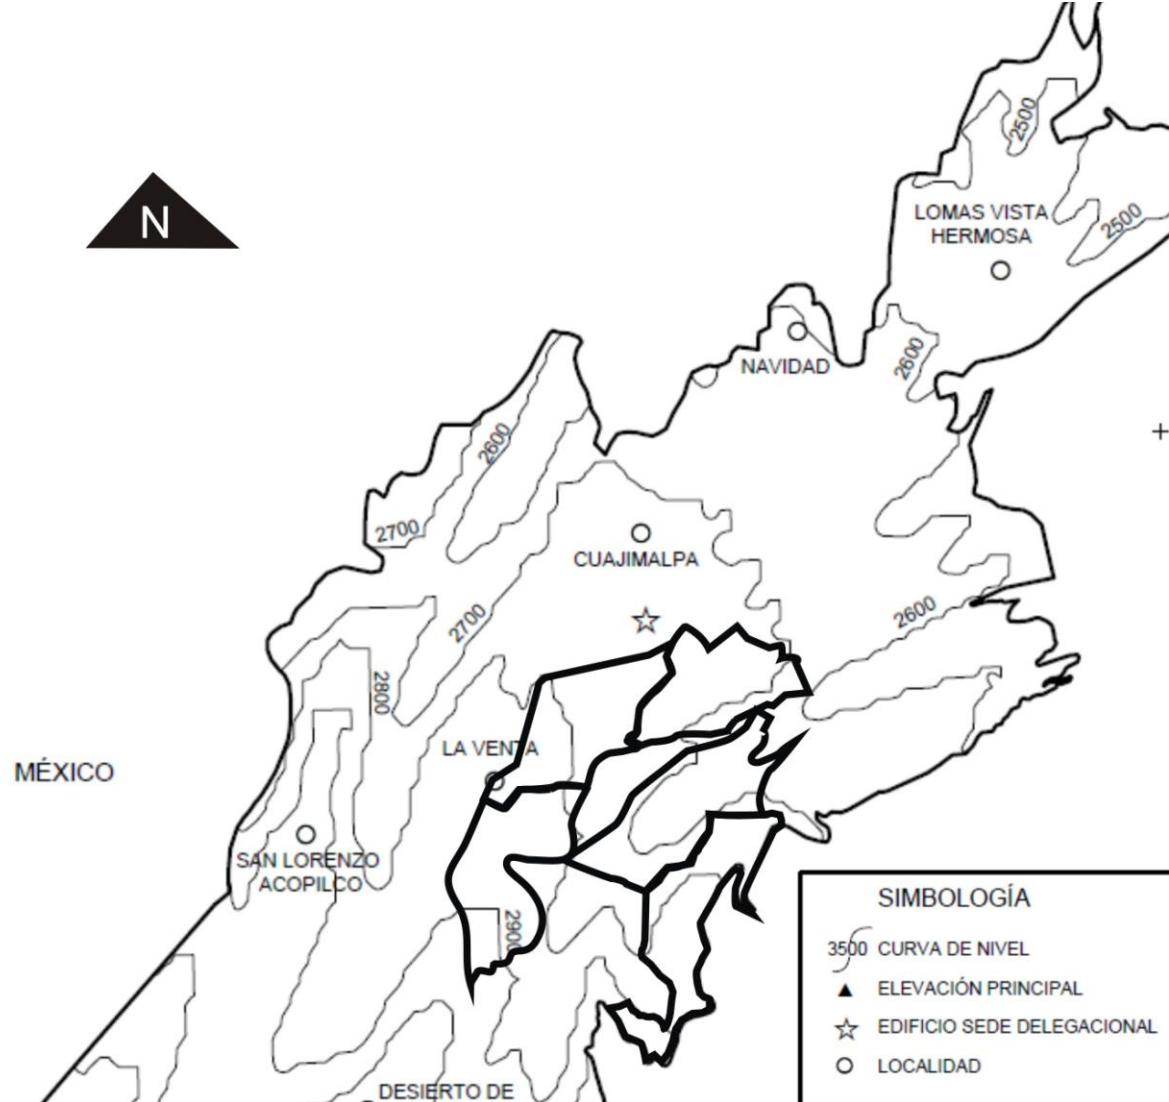 2500
N
LOMAS VISTA
HERMOSA
2500
NAVIDAD
2600
2600
2700
CUAJIMALPA
2700
2600
2800
LA VENTA
MÉXICO
SAN LORENZO
ACOPILCO
2900
SIMBOLOGÍA
3500 CURVA DE NIVEL
ELEVACIÓN PRINCIPAL
EDIFICIO SEDE DELEGACIONAL
LOCALIDAD
DESIERTO DE